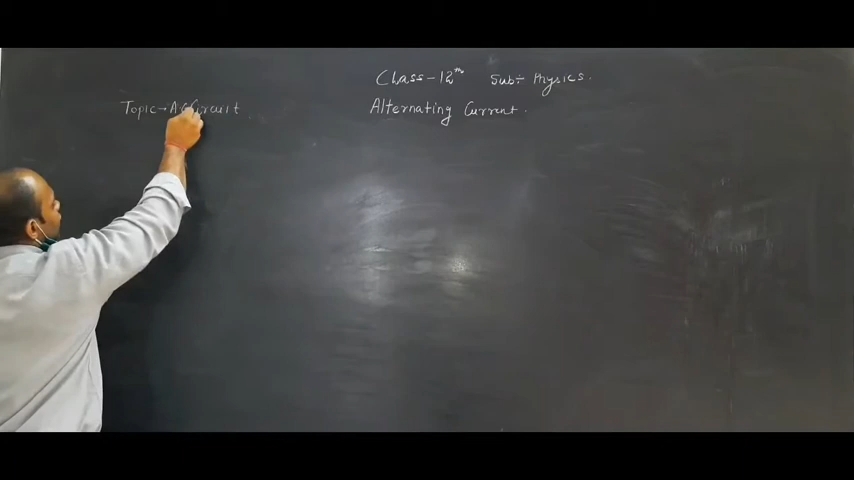 Class-12th Sub:- Physics.
Topic→ AC Circuit
Alternating Current.